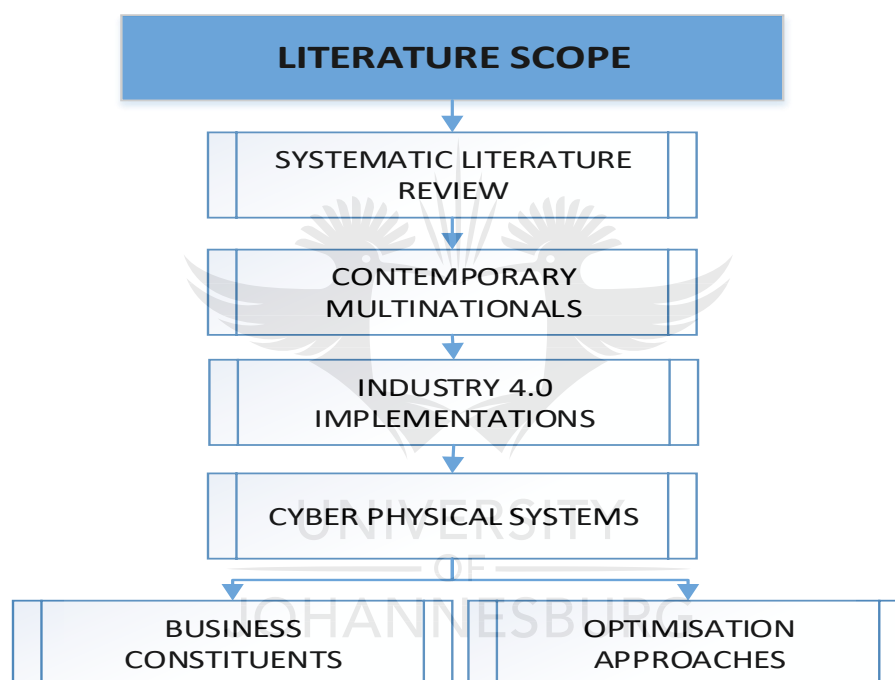 LITERATURE SCOPE
SYSTEMATIC LITERATURE
REVIEW
CONTEMPORARY
MULTINATIONALS
INDUSTRY 4.0
IMPLEMENTATIONS
CYBER PHYSICAL SYSTEMS
UNIVERSITY
OF
JOHANNESBURG
BUSINESS
CONSTITUENTS
OPTIMISATION
APPROACHES